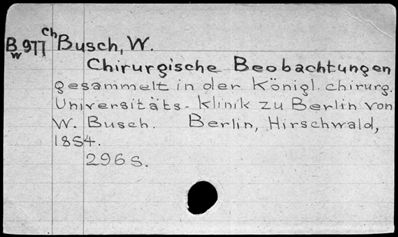 Bw977 Ch Busch, W.
Chirurgische Beobachtungen
gesammelt in der Königl. chirurg.
Universitäts-Klinik zu Berlin von
W. Busch. Berlin, Hirschwald,
1854.
296 S.